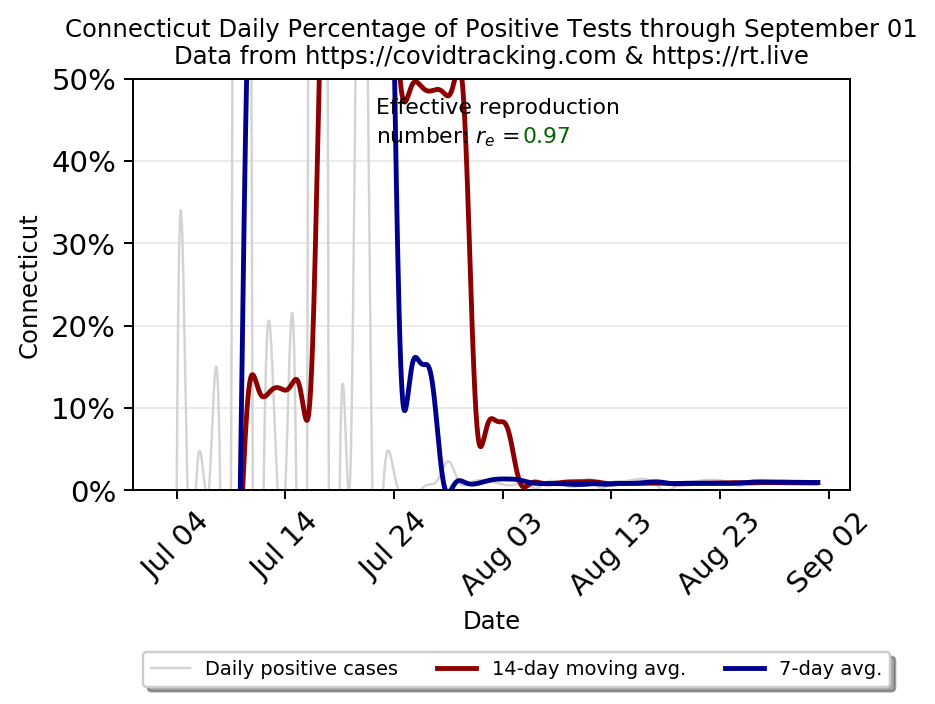 Connecticut Daily Percentage of Positive Tests through September 01
Data from https://covidtracking.com & https://rt.live
50%
40%
30%
20%
10%
0%
Connecticut
Effective reproduction
number: rₑ =0.97
Jul 04
Jul 14
Jul 24
Aug 03
Aug 13
Aug 23
Sep 02
Date
Daily positive cases
14-day moving avg.
7-day avg.